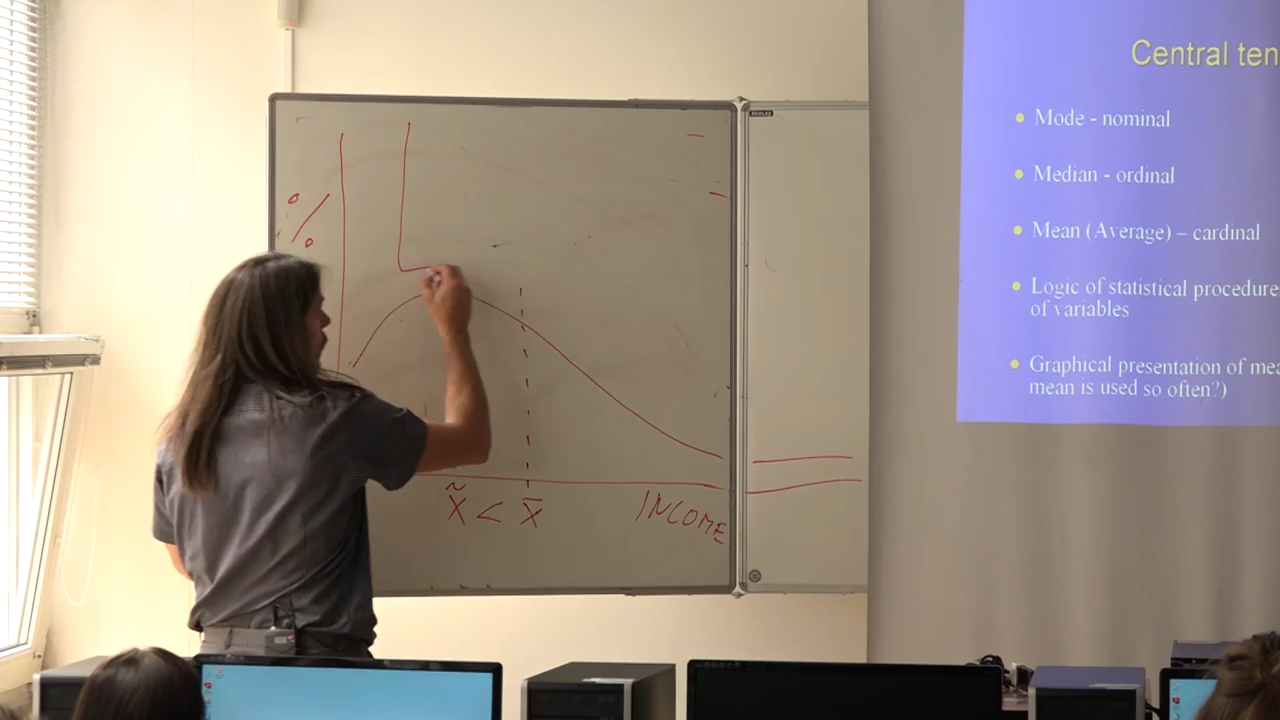 %
x̃ < x̄
INCOME
Central ten
Mode - nominal
Median - ordinal
Mean (Average) – cardinal
Logic of statistical procedure
of variables
Graphical presentation of mea
mean is used so often?)